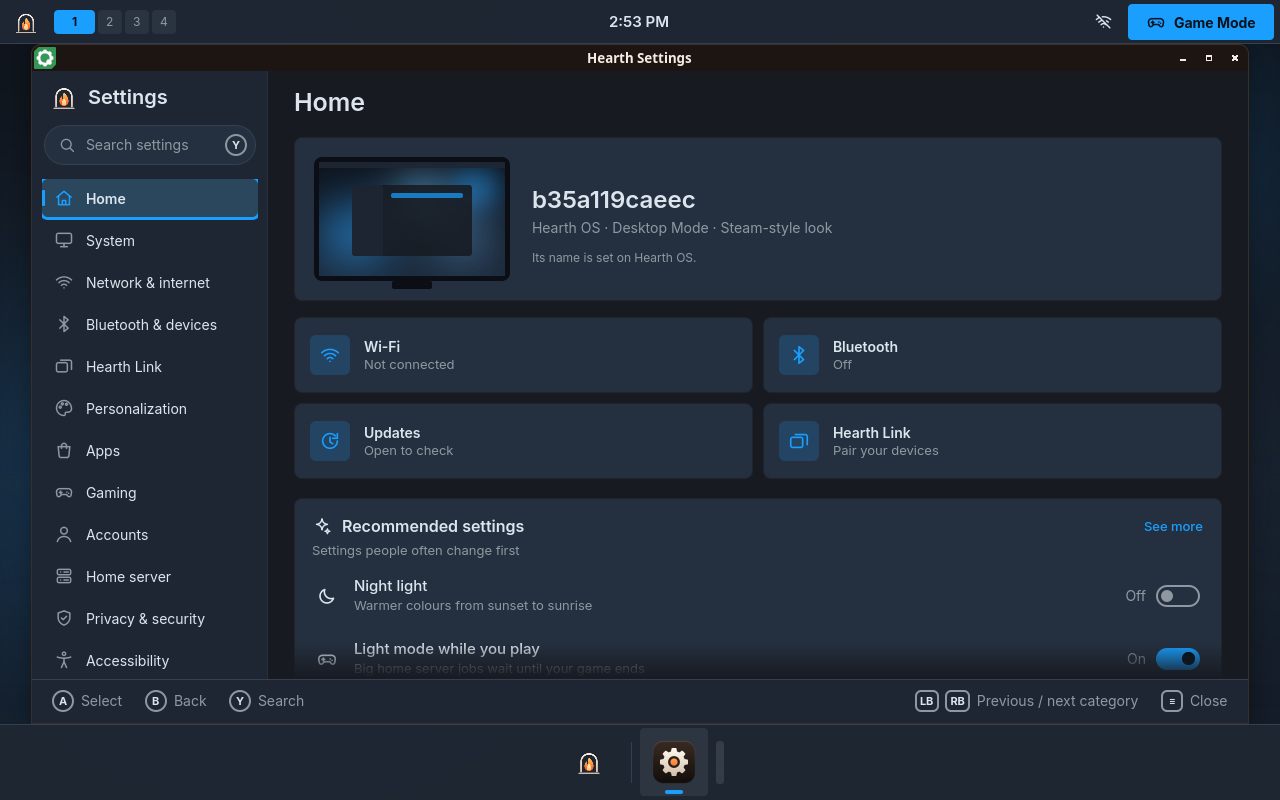 1 2 3 4
2:53 PM
Game Mode
Hearth Settings
Settings
Search settings
Y
Home
System
Network & internet
Bluetooth & devices
Hearth Link
Personalization
Apps
Gaming
Accounts
Home server
Privacy & security
Accessibility
Home
b35a119caeec
Hearth OS · Desktop Mode · Steam-style look
Its name is set on Hearth OS.
Wi-Fi
Not connected
Bluetooth
Off
Updates
Open to check
Hearth Link
Pair your devices
Recommended settings
See more
Settings people often change first
Night light
Warmer colours from sunset to sunrise
Off
Light mode while you play
Big home server jobs wait until your game ends
On
A Select B Back Y Search
LB RB Previous / next category ≡ Close